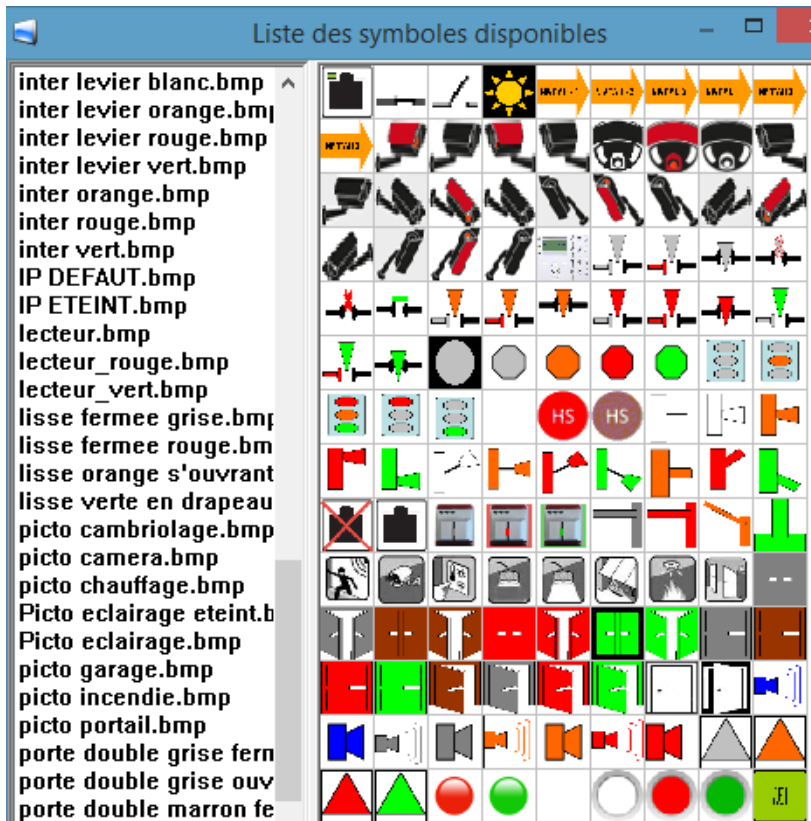 Liste des symboles disponibles
inter levier blanc.bmp
inter levier orange.bmp
inter levier rouge.bmp
inter levier vert.bmp
inter orange.bmp
inter rouge.bmp
inter vert.bmp
IP DEFAUT.bmp
IP ETEINT.bmp
lecteur.bmp
lecteur_rouge.bmp
lecteur_vert.bmp
lisse fermee grise.bmp
lisse fermee rouge.bm
lisse orange s'ouvrant
lisse verte en drapeau
picto cambriolage.bmp
picto camera.bmp
picto chauffage.bmp
Picto eclairage eteint.b
Picto eclairage.bmp
picto garage.bmp
picto incendie.bmp
picto portail.bmp
porte double grise ferm
porte double grise ouv
porte double marron fe
HS HS